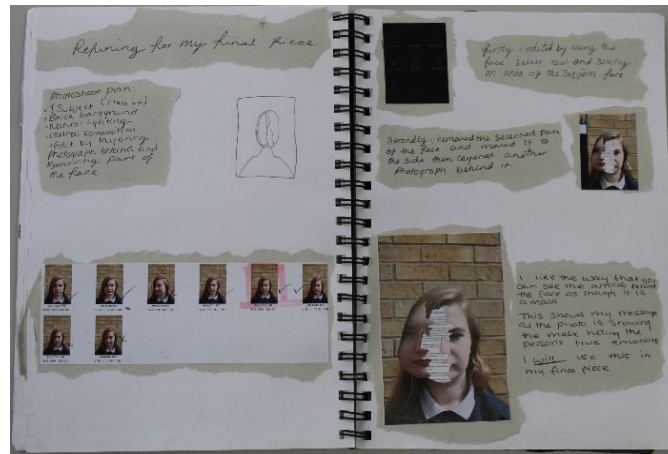 Refining for my final piece
Photoshoot plan:
• 1 Subject (close up)
• Brick background
• Natural lighting
• Central composition
• Edit by layering
photograph behind and
removing part of
the face
Firstly i edited by using the
and selecting
an area of the subjects face
Secondly i removed the selected part
of the face and moved it to
the side then layered another
photograph behind it.
I like the way that you
can see the article behind
the face as though it is
a mask
This shows my message
as the photo is showing
the mask hiding the
persons true emotions
I will use this in
my final piece